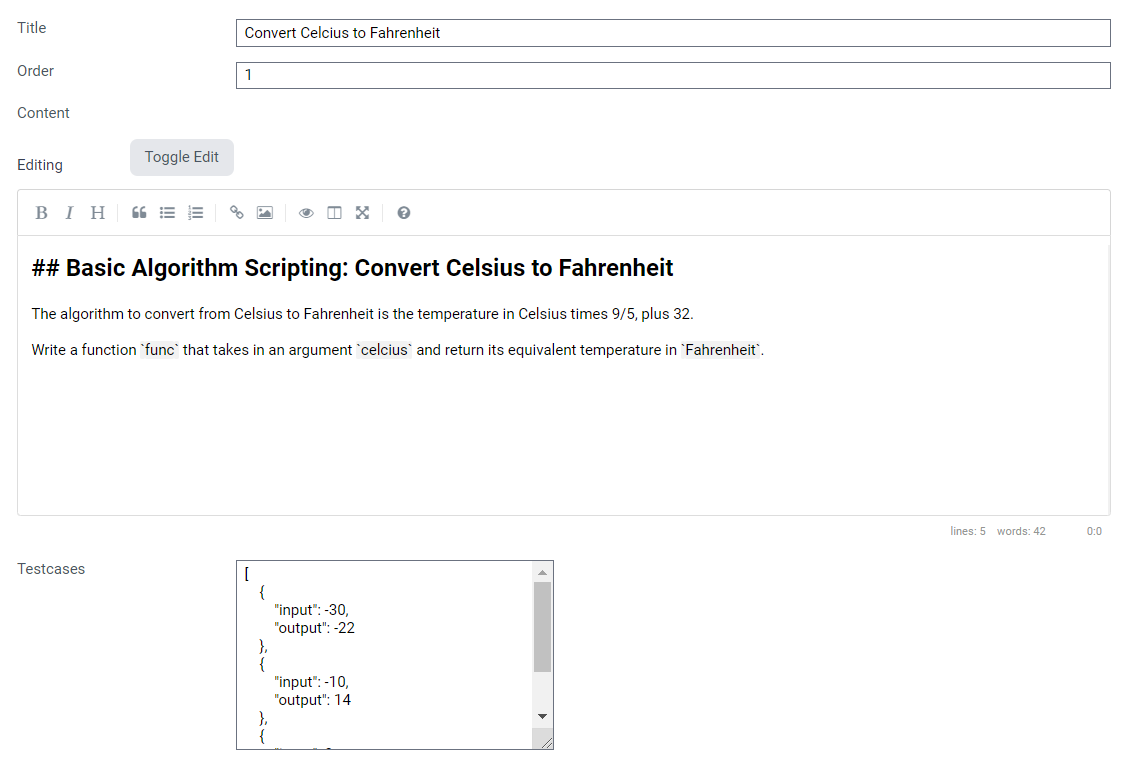 Title
Convert Celcius to Fahrenheit
Order
1
Content
Editing
Toggle Edit
B I H
## Basic Algorithm Scripting: Convert Celsius to Fahrenheit
The algorithm to convert from Celsius to Fahrenheit is the temperature in Celsius times 9/5, plus 32.
Write a function `func` that takes in an argument `celcius` and return its equivalent temperature in `Fahrenheit`.
lines: 5 words: 42 0:0
Testcases
[
{
"input": -30,
"output": -22
},
{
"input": -10,
"output": 14
},
{